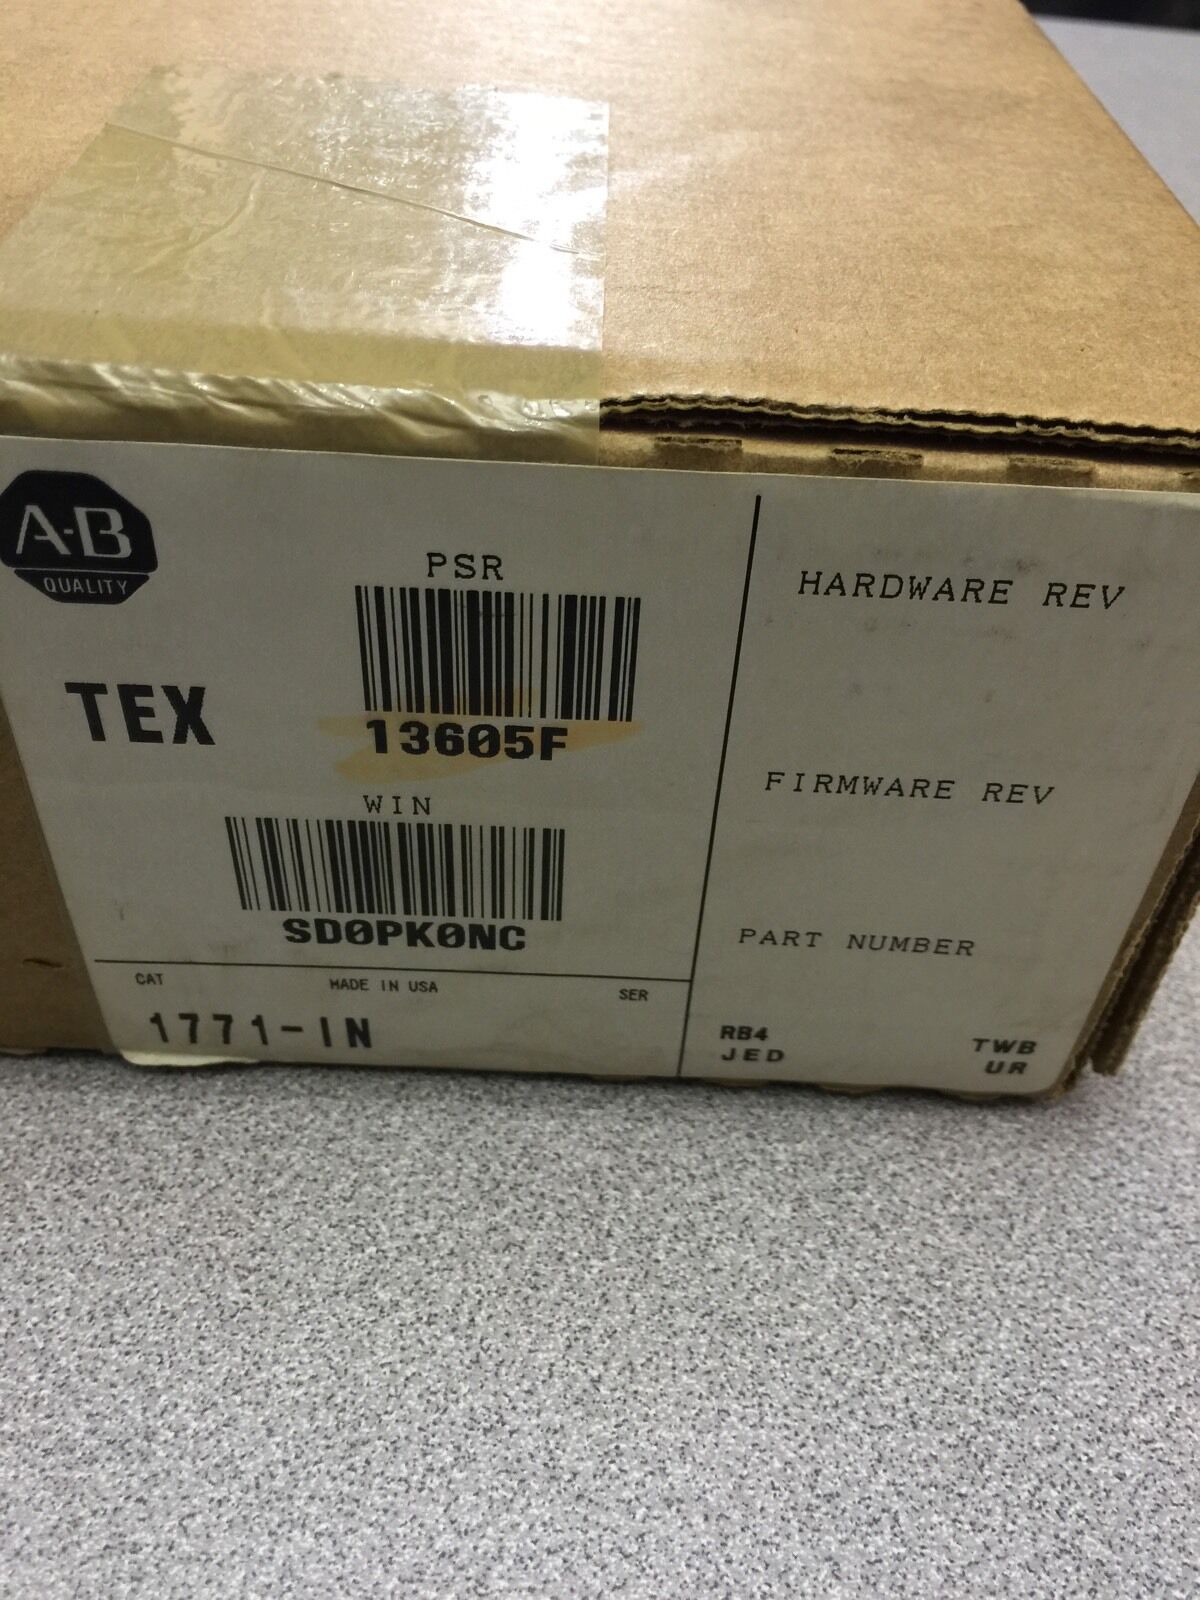 A-B
QUALITY
TEX
PSR
13605F
WIN
SD0PK0NC
CAT
MADE IN USA
SER
1771-IN
HARDWARE REV
FIRMWARE REV
PART NUMBER
RB4
JED
TWB
UR